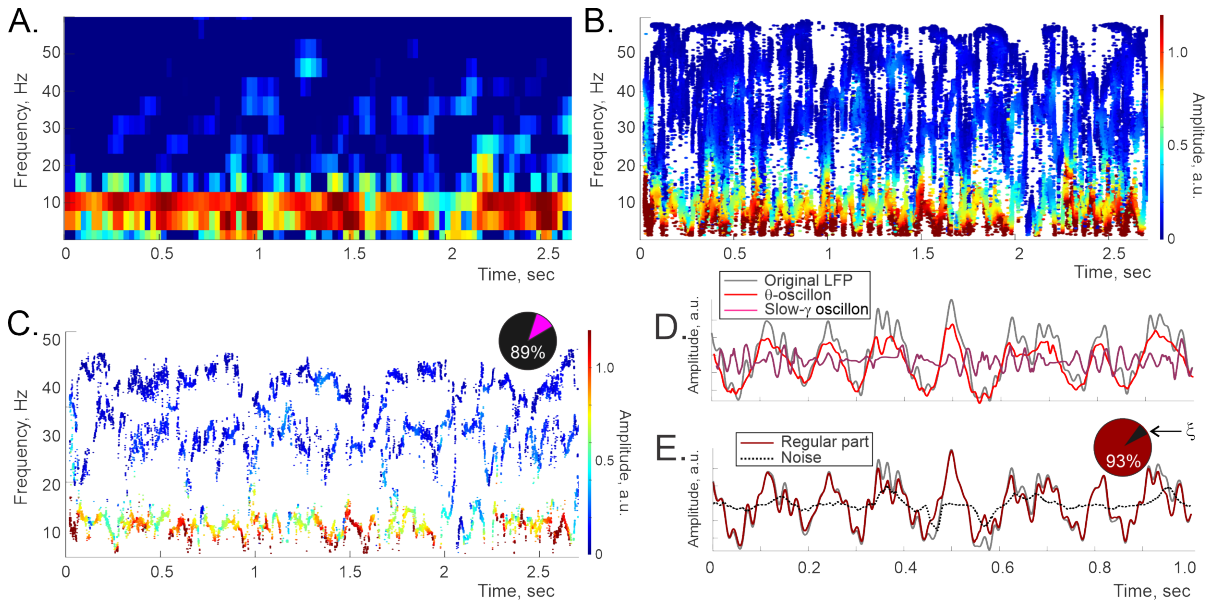 A.
Frequency, Hz
50
40
30
20
10
0
0.5
1
1.5
2
2.5
Time, sec
B.
Frequency, Hz
50
40
30
20
10
0
0.5
1
1.5
2
2.5
Time, sec
1.0
0.5
0
Amplitude, a.u.
C.
Frequency, Hz
50
40
30
20
10
0
0.5
1
1.5
2
2.5
Time, sec
89%
1.0
0.5
0
Amplitude, a.u
D.
Original LFP
θ-oscillon
Slow-γ oscillon
Amplitude, a.u.
E.
Regular part
Noise
93%
ξ
Amplitude, a.u.
0
0.2
0.4
0.6
0.8
1.0
Time, sec